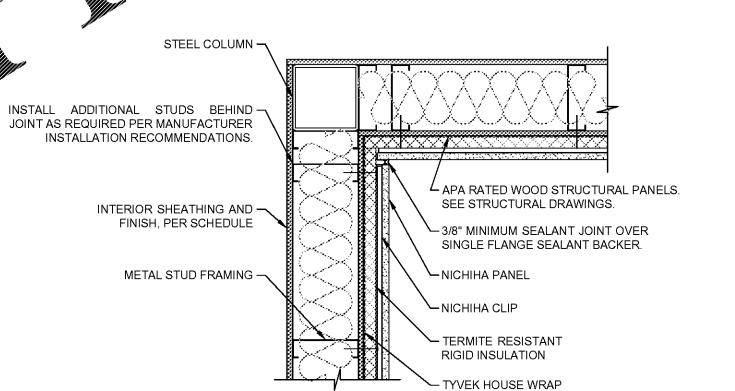 STEEL COLUMN
INSTALL ADDITIONAL STUDS BEHIND
JOINT AS REQUIRED PER MANUFACTURER
INSTALLATION RECOMMENDATIONS.
INTERIOR SHEATHING AND
FINISH, PER SCHEDULE
METAL STUD FRAMING
APA RATED WOOD STRUCTURAL PANELS.
SEE STRUCTURAL DRAWINGS.
3/8" MINIMUM SEALANT JOINT OVER
SINGLE FLANGE SEALANT BACKER.
NICHIHA PANEL
NICHIHA CLIP
TERMITE RESISTANT
RIGID INSULATION
TYVEK HOUSE WRAP